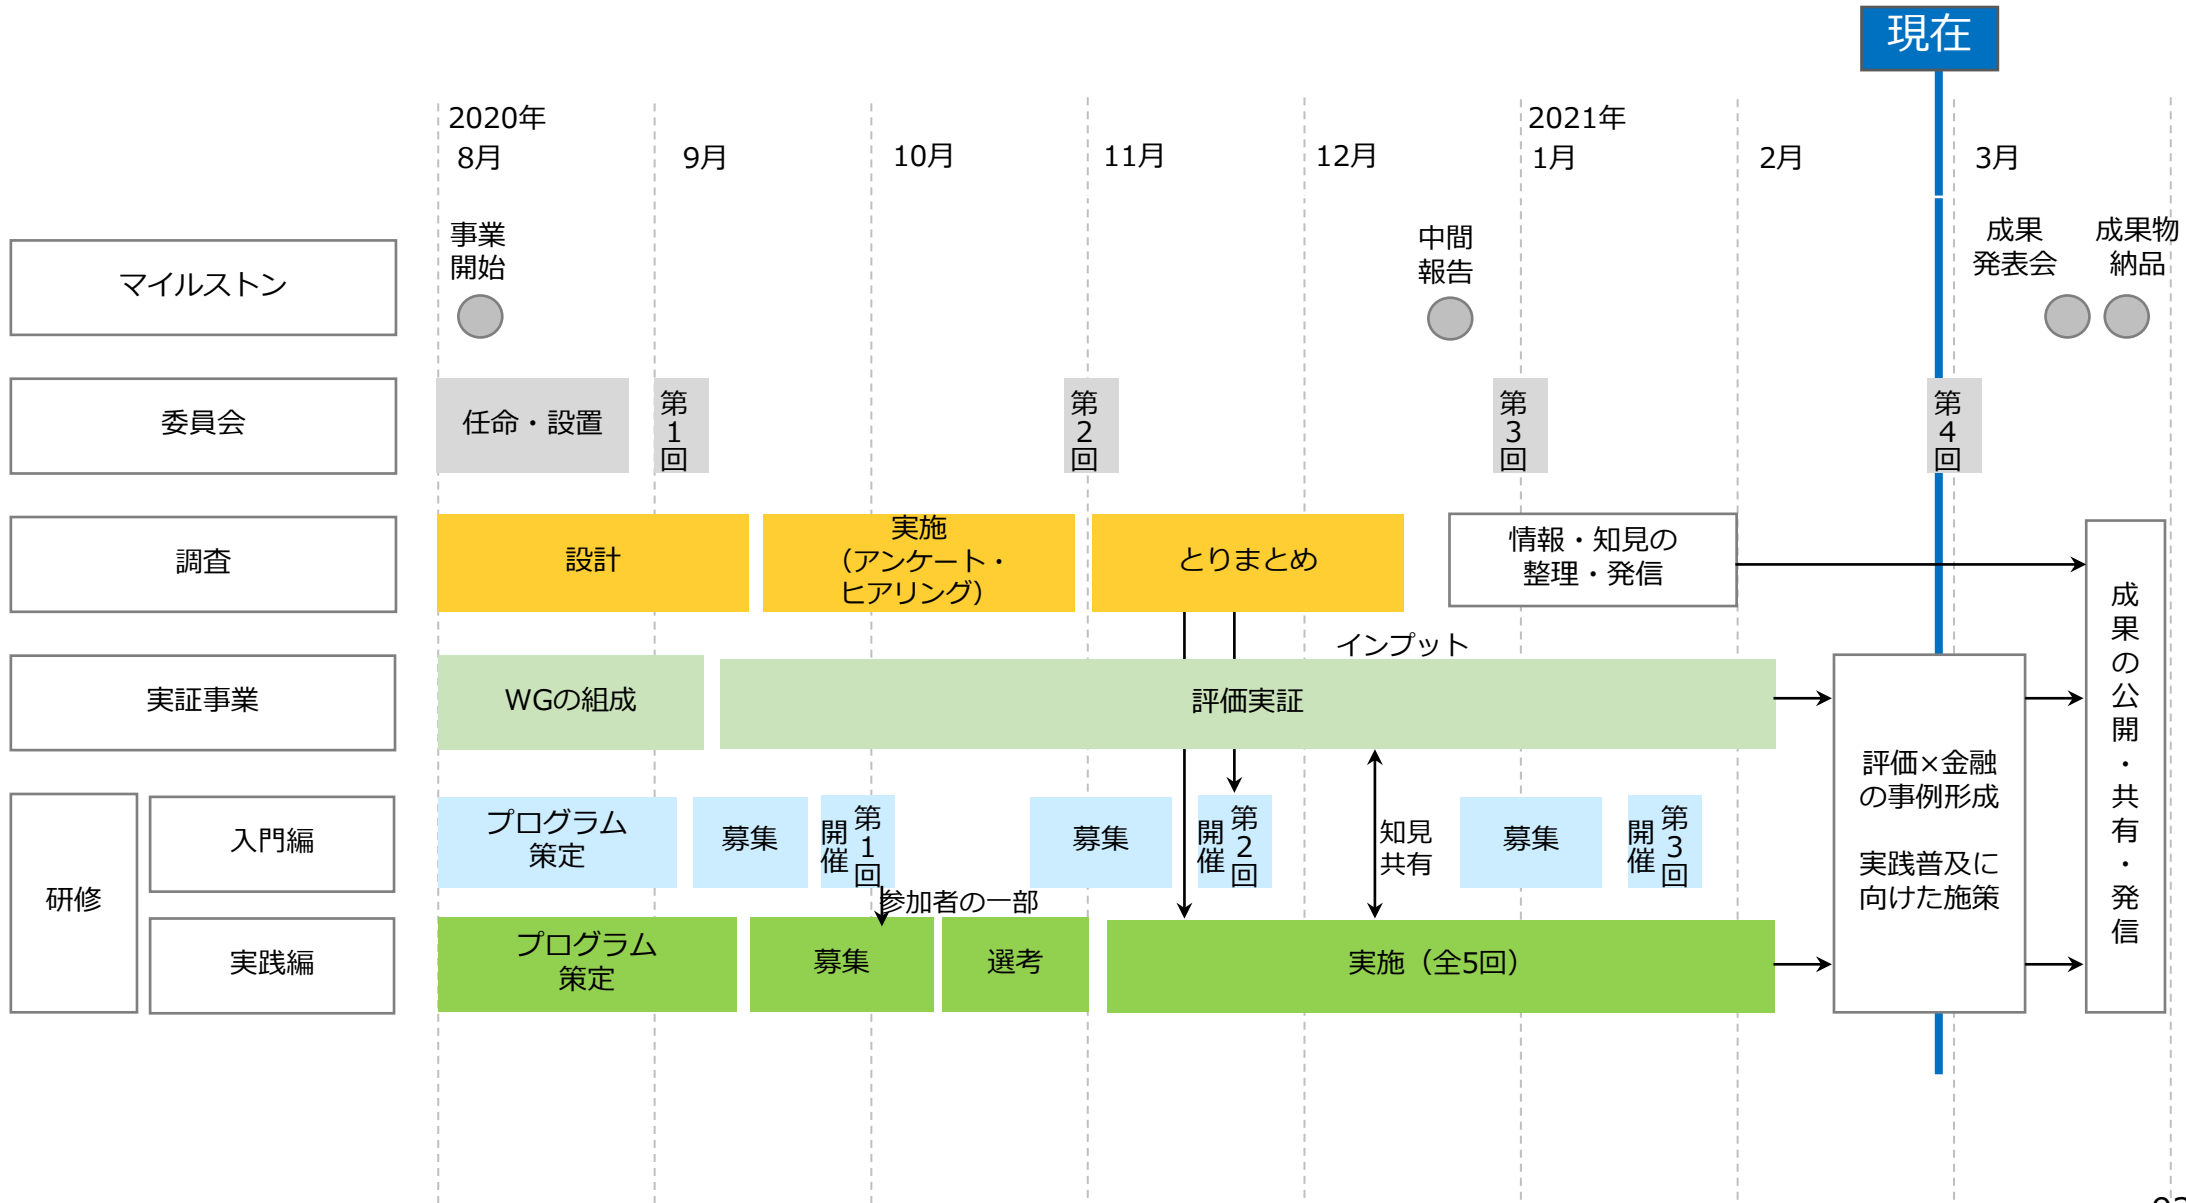 現在
2020年
8月
9月
10月
11月
12月
2021年
1月
2月
3月
マイルストン
事業
開始
中間
報告
成果
発表会
成果物
納品
委員会
任命・設置
第1回
第2回
第3回
第4回
調査
設計
実施
（アンケート・
ヒアリング）
とりまとめ
情報・知見の
整理・発信
インプット
実証事業
WGの組成
評価実証
研修
入門編
プログラム
策定
募集
第1回
開催
募集
第2回
開催
知見
共有
募集
第3回
開催
参加者の一部
実践編
プログラム
策定
募集
選考
実施（全5回）
評価×金融
の事例形成
実践普及に
向けた施策
成果の公開・共有・発信